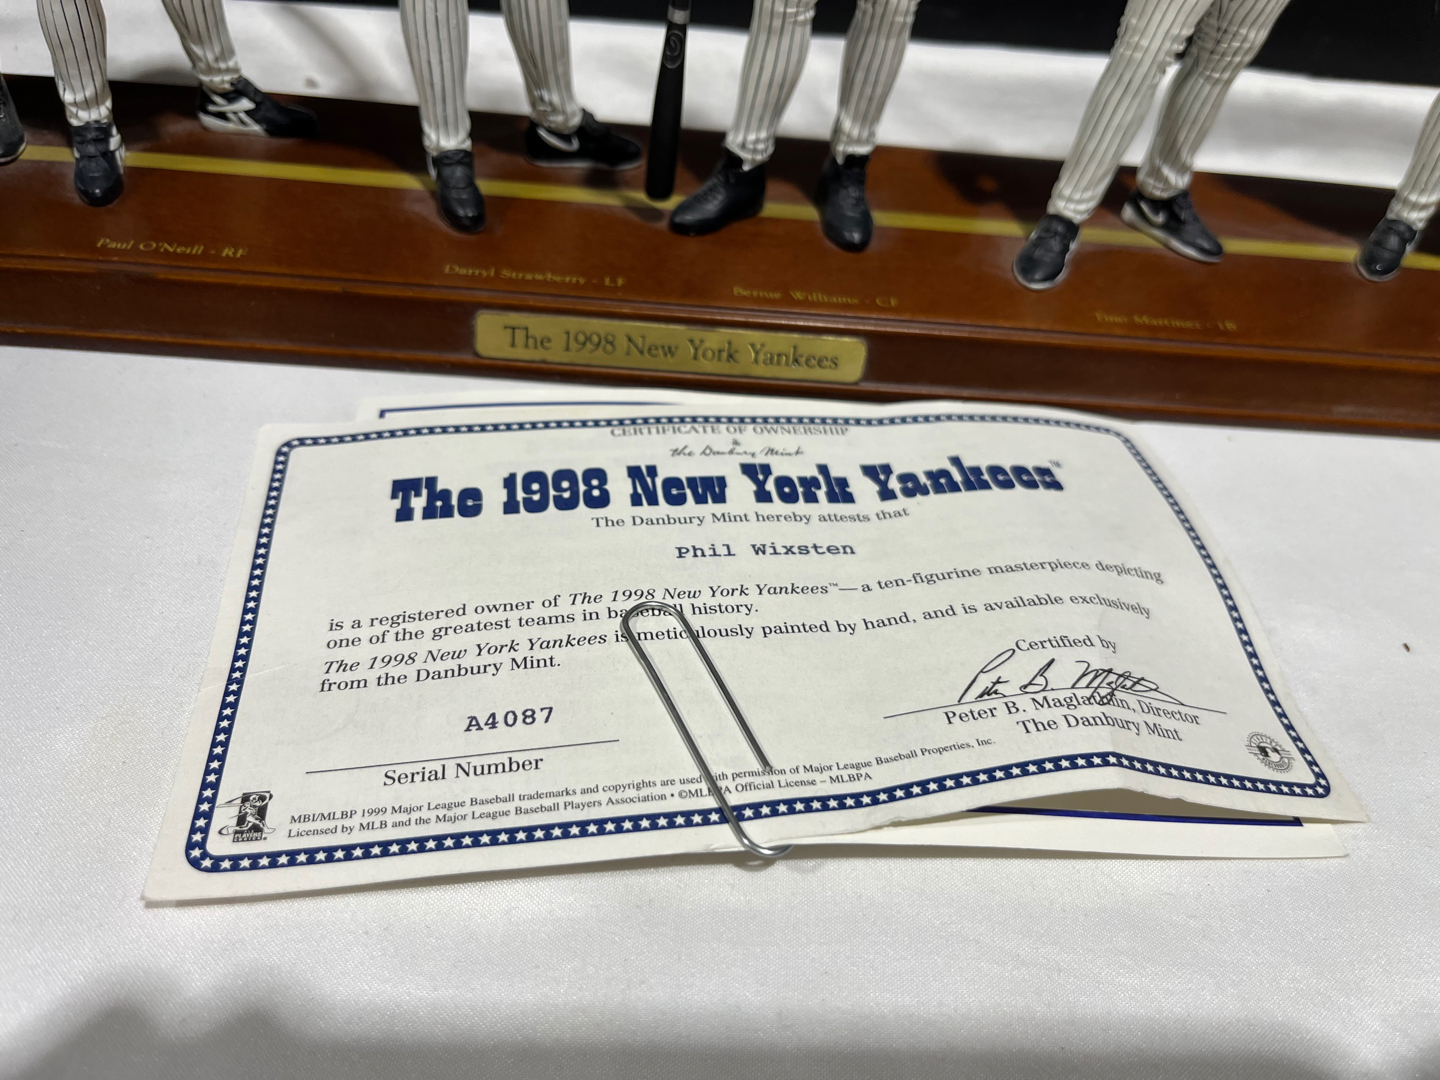 Paul O'Neill - RF
Darryl Strawberry - LF
Bernie Williams - CF
Tino Martinez - 1B
The 1998 New York Yankees
CERTIFICATE OF OWNERSHIP
the Danbury Mint
The 1998 New York Yankees™
The Danbury Mint hereby attests that
Phil Wixsten
is a registered owner of The 1998 New York Yankees™—a ten-figurine masterpiece depicting
one of the greatest teams in baseball history.
The 1998 New York Yankees is meticulously painted by hand, and is available exclusively
from the Danbury Mint.
Certified by
Peter B. Maglathlin, Director
The Danbury Mint
A4087
Serial Number
MBI/MLBP 1999 Major League Baseball trademarks and copyrights are used with permission of Major League Baseball Properties, Inc.
Licensed by MLB and the Major League Baseball Players Association • ©MLBPA Official License – MLBPA